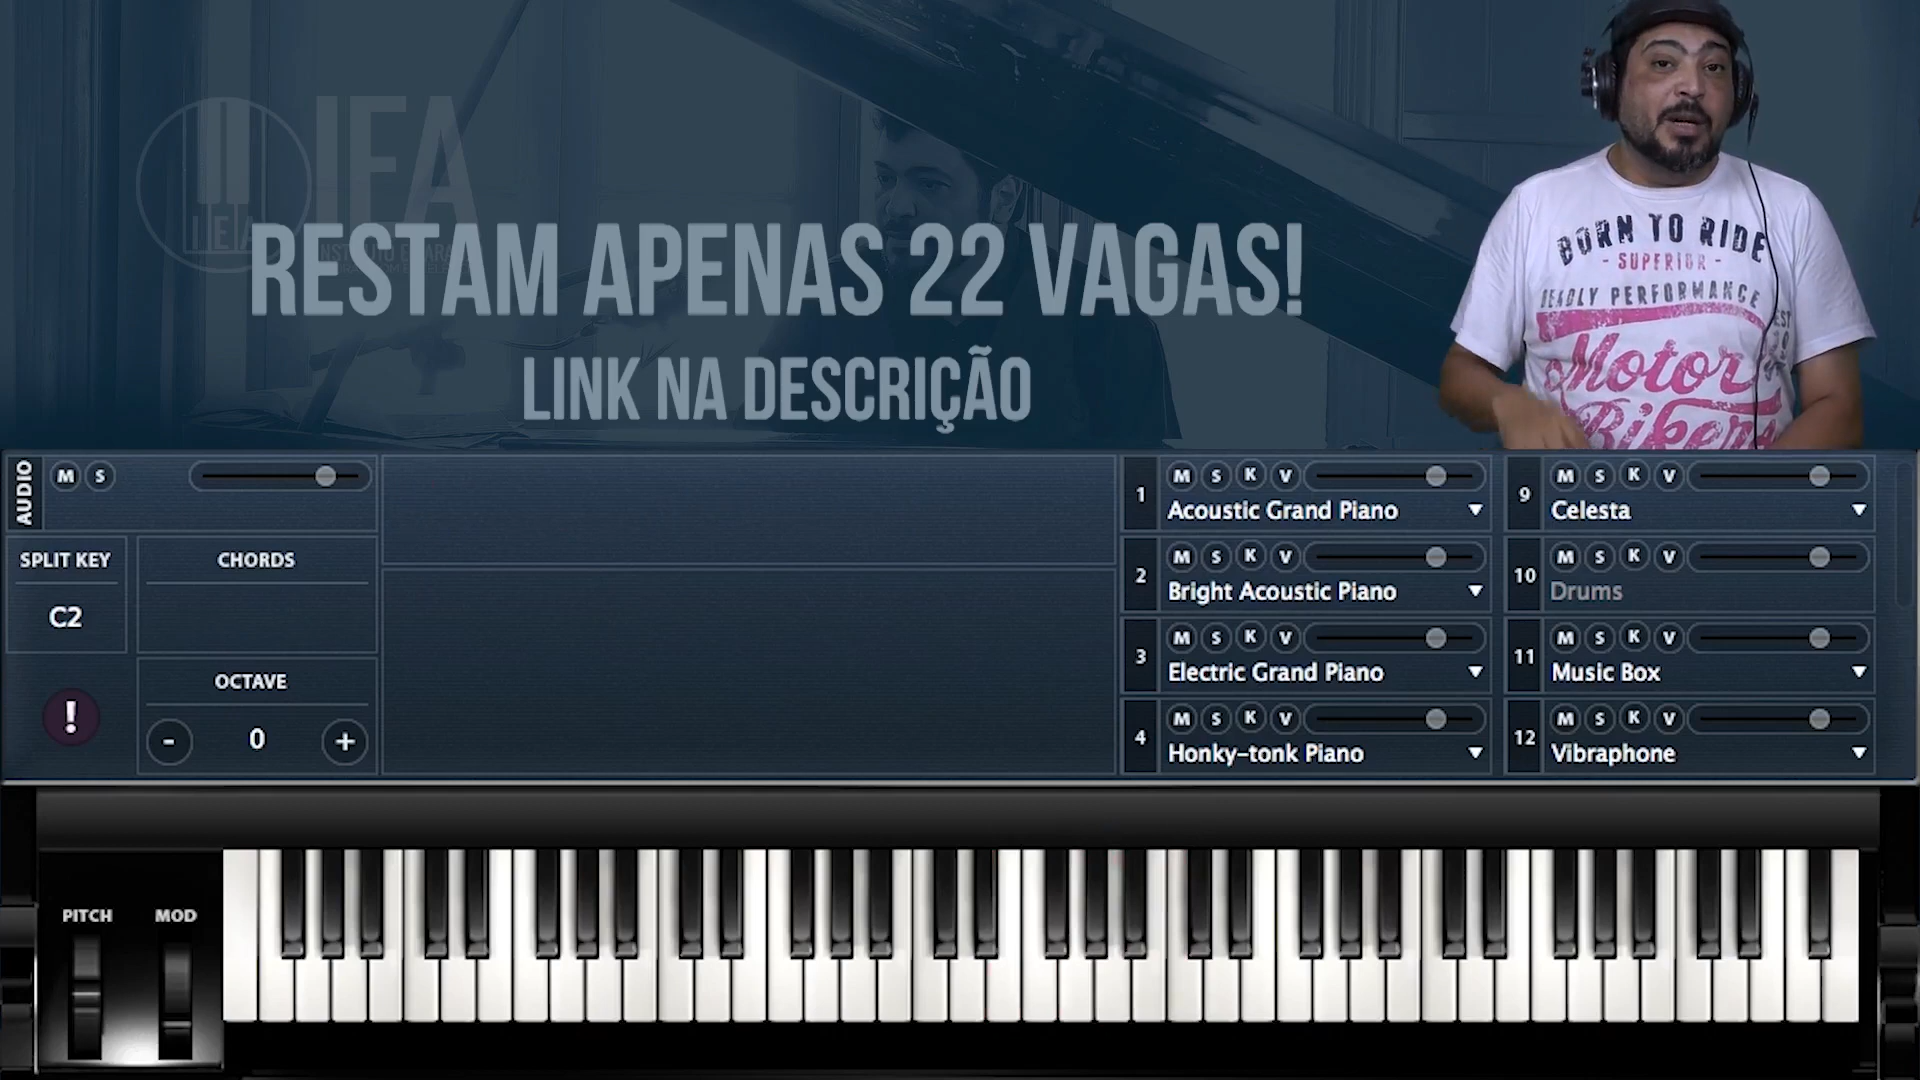 IEA
RESTAM APENAS 22 VAGAS!
LINK NA DESCRIÇÃO
BORN TO RIDE
- SUPERIOR -
DEADLY PERFORMANCE
Motor
Bikers
AUDIO
M S
SPLIT KEY
C2
CHORDS
!
OCTAVE
- 0 +
1
M S K V
Acoustic Grand Piano
2
M S K V
Bright Acoustic Piano
3
M S K V
Electric Grand Piano
4
M S K V
Honky-tonk Piano
9
M S K V
Celesta
10
M S K V
Drums
11
M S K V
Music Box
12
M S K V
Vibraphone
PITCH
MOD